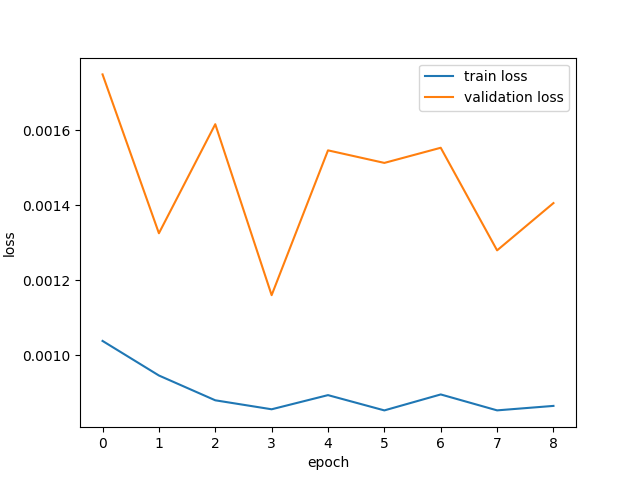 train loss
validation loss
0.0016
0.0014
0.0012
0.0010
loss
0 1 2 3 4 5 6 7 8
epoch